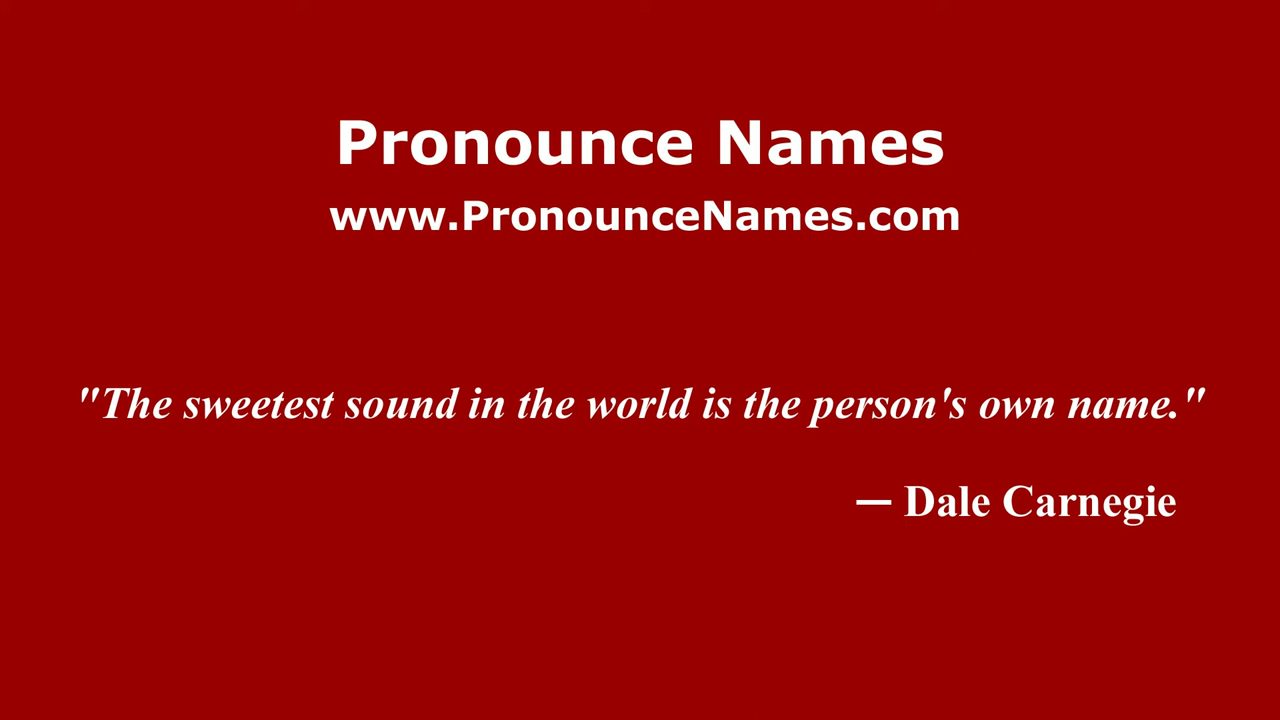 Pronounce Names
www.PronounceNames.com
"The sweetest sound in the world is the person's own name."
— Dale Carnegie